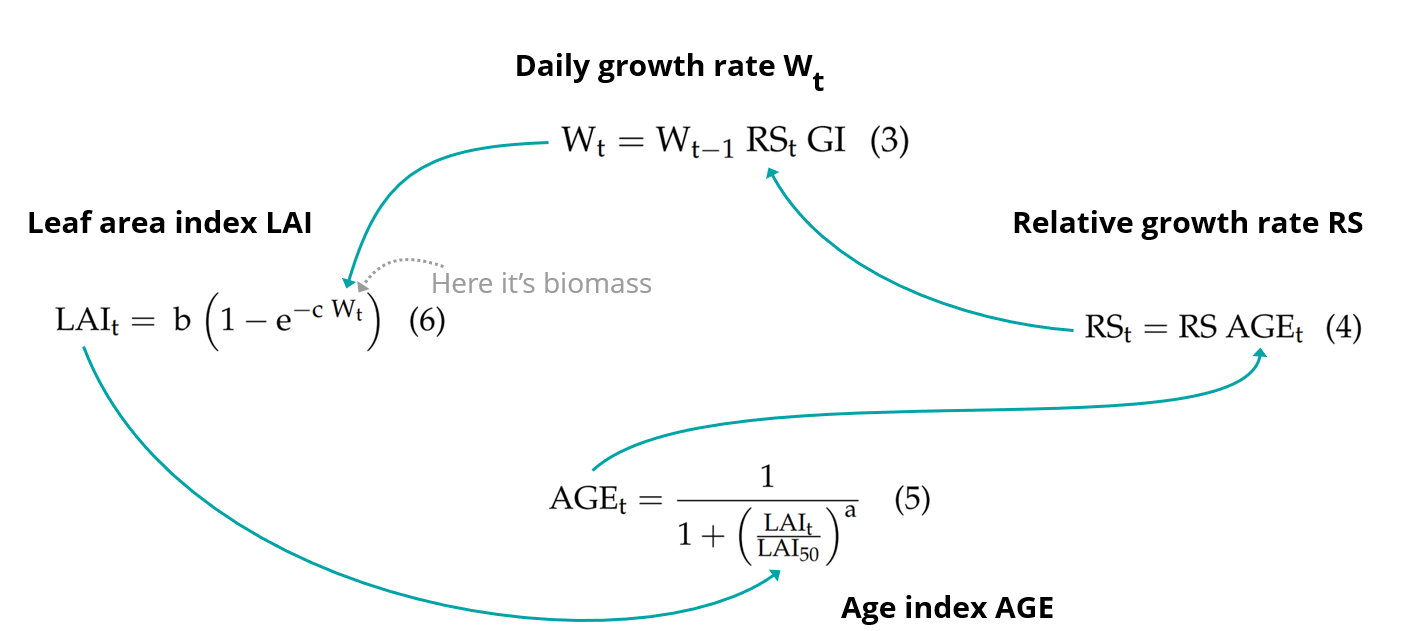 Daily growth rate Wt
Wt = Wt−1 RSt GI (3)
Leaf area index LAI
Relative growth rate RS
Here it’s biomass
LAIt = b (1 − e−c Wt) (6)
RSt = RS AGEt (4)
AGEt = 1 / 1 + (LAIt / LAI50)a (5)
Age index AGE